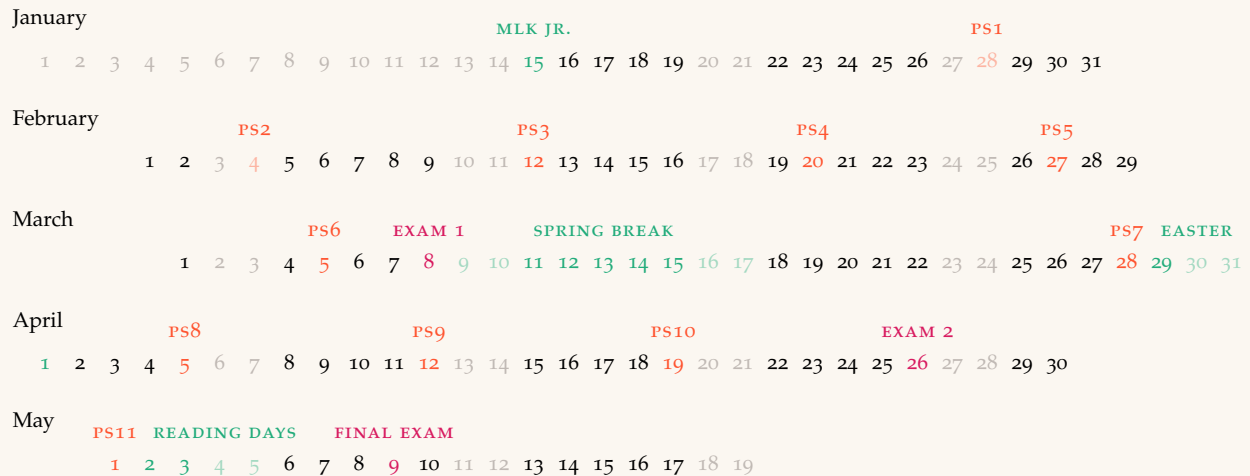 January
MLK JR. PS1
1 2 3 4 5 6 7 8 9 10 11 12 13 14 15 16 17 18 19 20 21 22 23 24 25 26 27 28 29 30 31
February
PS2 PS3 PS4 PS5
1 2 3 4 5 6 7 8 9 10 11 12 13 14 15 16 17 18 19 20 21 22 23 24 25 26 27 28 29
March
PS6 EXAM 1 SPRING BREAK PS7 EASTER
1 2 3 4 5 6 7 8 9 10 11 12 13 14 15 16 17 18 19 20 21 22 23 24 25 26 27 28 29 30 31
April
PS8 PS9 PS10 EXAM 2
1 2 3 4 5 6 7 8 9 10 11 12 13 14 15 16 17 18 19 20 21 22 23 24 25 26 27 28 29 30
May
PS11 READING DAYS FINAL EXAM
1 2 3 4 5 6 7 8 9 10 11 12 13 14 15 16 17 18 19